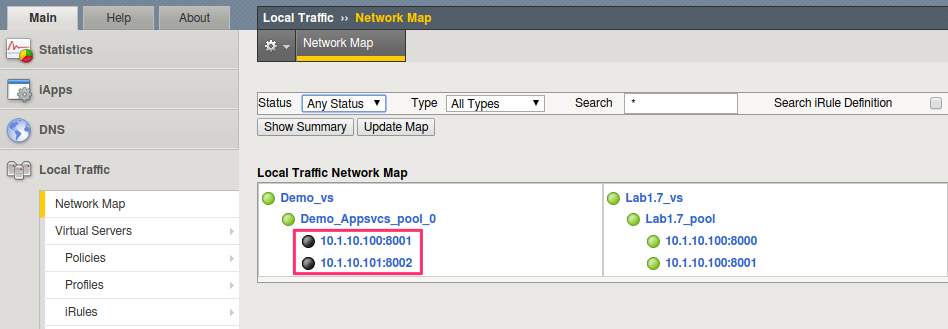 Main Help About
Statistics
iApps
DNS
Local Traffic
Network Map
Virtual Servers
Policies
Profiles
iRules
Local Traffic ›› Network Map
Network Map
Status Any Status Type All Types Search * Search iRule Definition
Show Summary Update Map
Local Traffic Network Map
Demo_vs
Demo_Appsvcs_pool_0
10.1.10.100:8001
10.1.10.101:8002
Lab1.7_vs
Lab1.7_pool
10.1.10.100:8000
10.1.10.100:8001